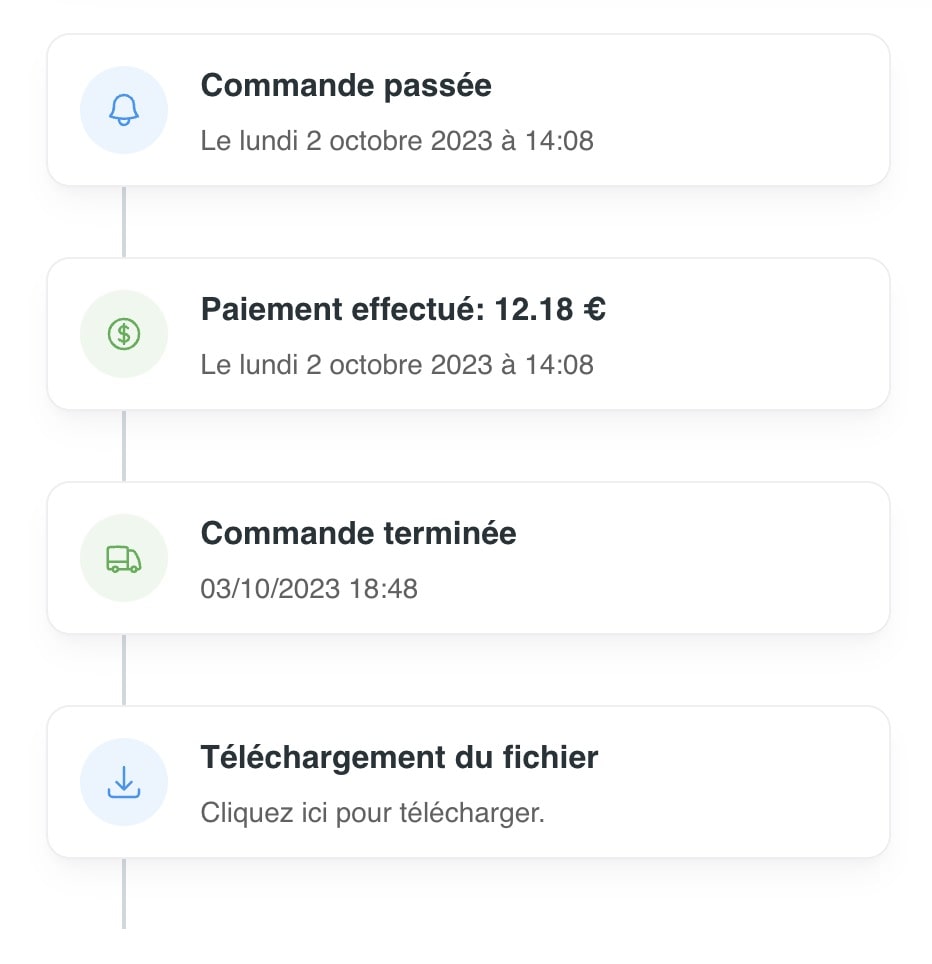 Commande passée
Le lundi 2 octobre 2023 à 14:08
Paiement effectué: 12.18 €
Le lundi 2 octobre 2023 à 14:08
Commande terminée
03/10/2023 18:48
Téléchargement du fichier
Cliquez ici pour télécharger.